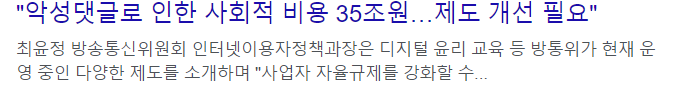 "악성댓글로 인한 사회적 비용 35조원…제도 개선 필요"
최윤정 방송통신위원회 인터넷이용자정책과장은 디지털 윤리 교육 등 방통위가 현재 운
영 중인 다양한 제도를 소개하며 "사업자 자율규제를 강화할 수...